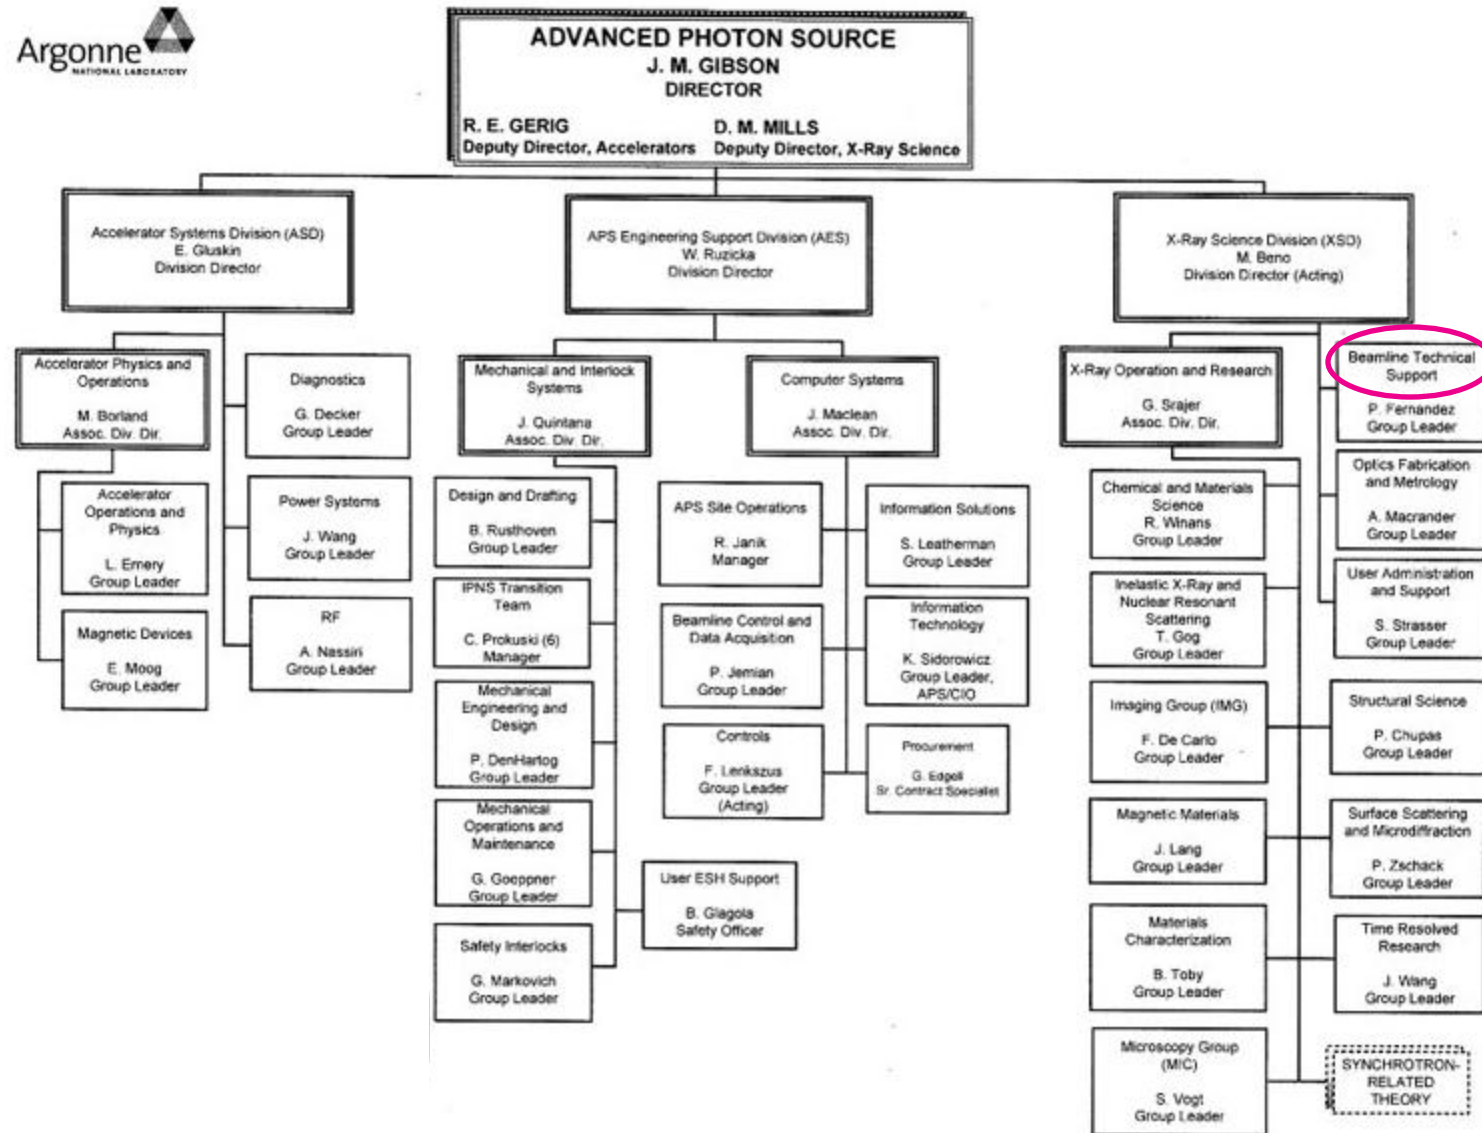 Argonne
NATIONAL LABORATORY
ADVANCED PHOTON SOURCE
J. M. GIBSON
DIRECTOR
R. E. GERIG
Deputy Director, Accelerators
D. M. MILLS
Deputy Director, X-Ray Science
Accelerator Systems Division (ASD)
E. Gluskin
Division Director
APS Engineering Support Division (AES)
W. Ruzicka
Division Director
X-Ray Science Division (XSD)
M. Beno
Division Director (Acting)
Accelerator Physics and
Operations
M. Borland
Assoc. Div. Dir.
Diagnostics
G. Decker
Group Leader
Accelerator
Operations and
Physics
L. Emery
Group Leader
Power Systems
J. Wang
Group Leader
Magnetic Devices
E. Moog
Group Leader
RF
A. Nassiri
Group Leader
Mechanical and Interlock
Systems
J. Quintana
Assoc. Div. Dir.
Design and Drafting
B. Rusthoven
Group Leader
IPNS Transition
Team
C. Prokuski (6)
Manager
Mechanical
Engineering and
Design
P. DenHartog
Group Leader
Mechanical
Operations and
Maintenance
G. Goeppner
Group Leader
Safety Interlocks
G. Markovich
Group Leader
User ESH Support
B. Glagola
Safety Officer
Computer Systems
J. Maclean
Assoc. Div. Dir.
APS Site Operations
R. Janik
Manager
Information Solutions
S. Leatherman
Group Leader
Beamline Control and
Data Acquisition
P. Jemian
Group Leader
Information
Technology
K. Sidorowicz
Group Leader,
APS/CIO
Controls
F. Lenkszus
Group Leader
(Acting)
Procurement
G. Edgell
Sr. Contract Specialist
X-Ray Operation and Research
G. Srajer
Assoc. Div. Dir.
Beamline Technical
Support
P. Fernandez
Group Leader
Optics Fabrication
and Metrology
A. Macrander
Group Leader
User Administration
and Support
S. Strasser
Group Leader
Chemical and Materials
Science
R. Winans
Group Leader
Inelastic X-Ray and
Nuclear Resonant
Scattering
T. Gog
Group Leader
Imaging Group (IMG)
F. De Carlo
Group Leader
Structural Science
P. Chupas
Group Leader
Magnetic Materials
J. Lang
Group Leader
Surface Scattering
and Microdiffraction
P. Zschack
Group Leader
Materials
Characterization
B. Toby
Group Leader
Time Resolved
Research
J. Wang
Group Leader
Microscopy Group
(MIC)
S. Vogt
Group Leader
SYNCHROTRON-
RELATED
THEORY